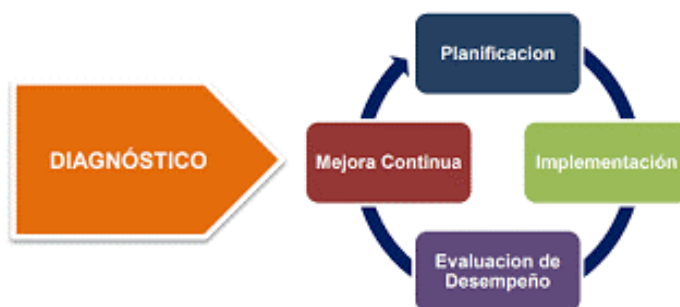 DIAGNÓSTICO
Planificacion
Mejora Continua
Implementación
Evaluacion de
Desempeño